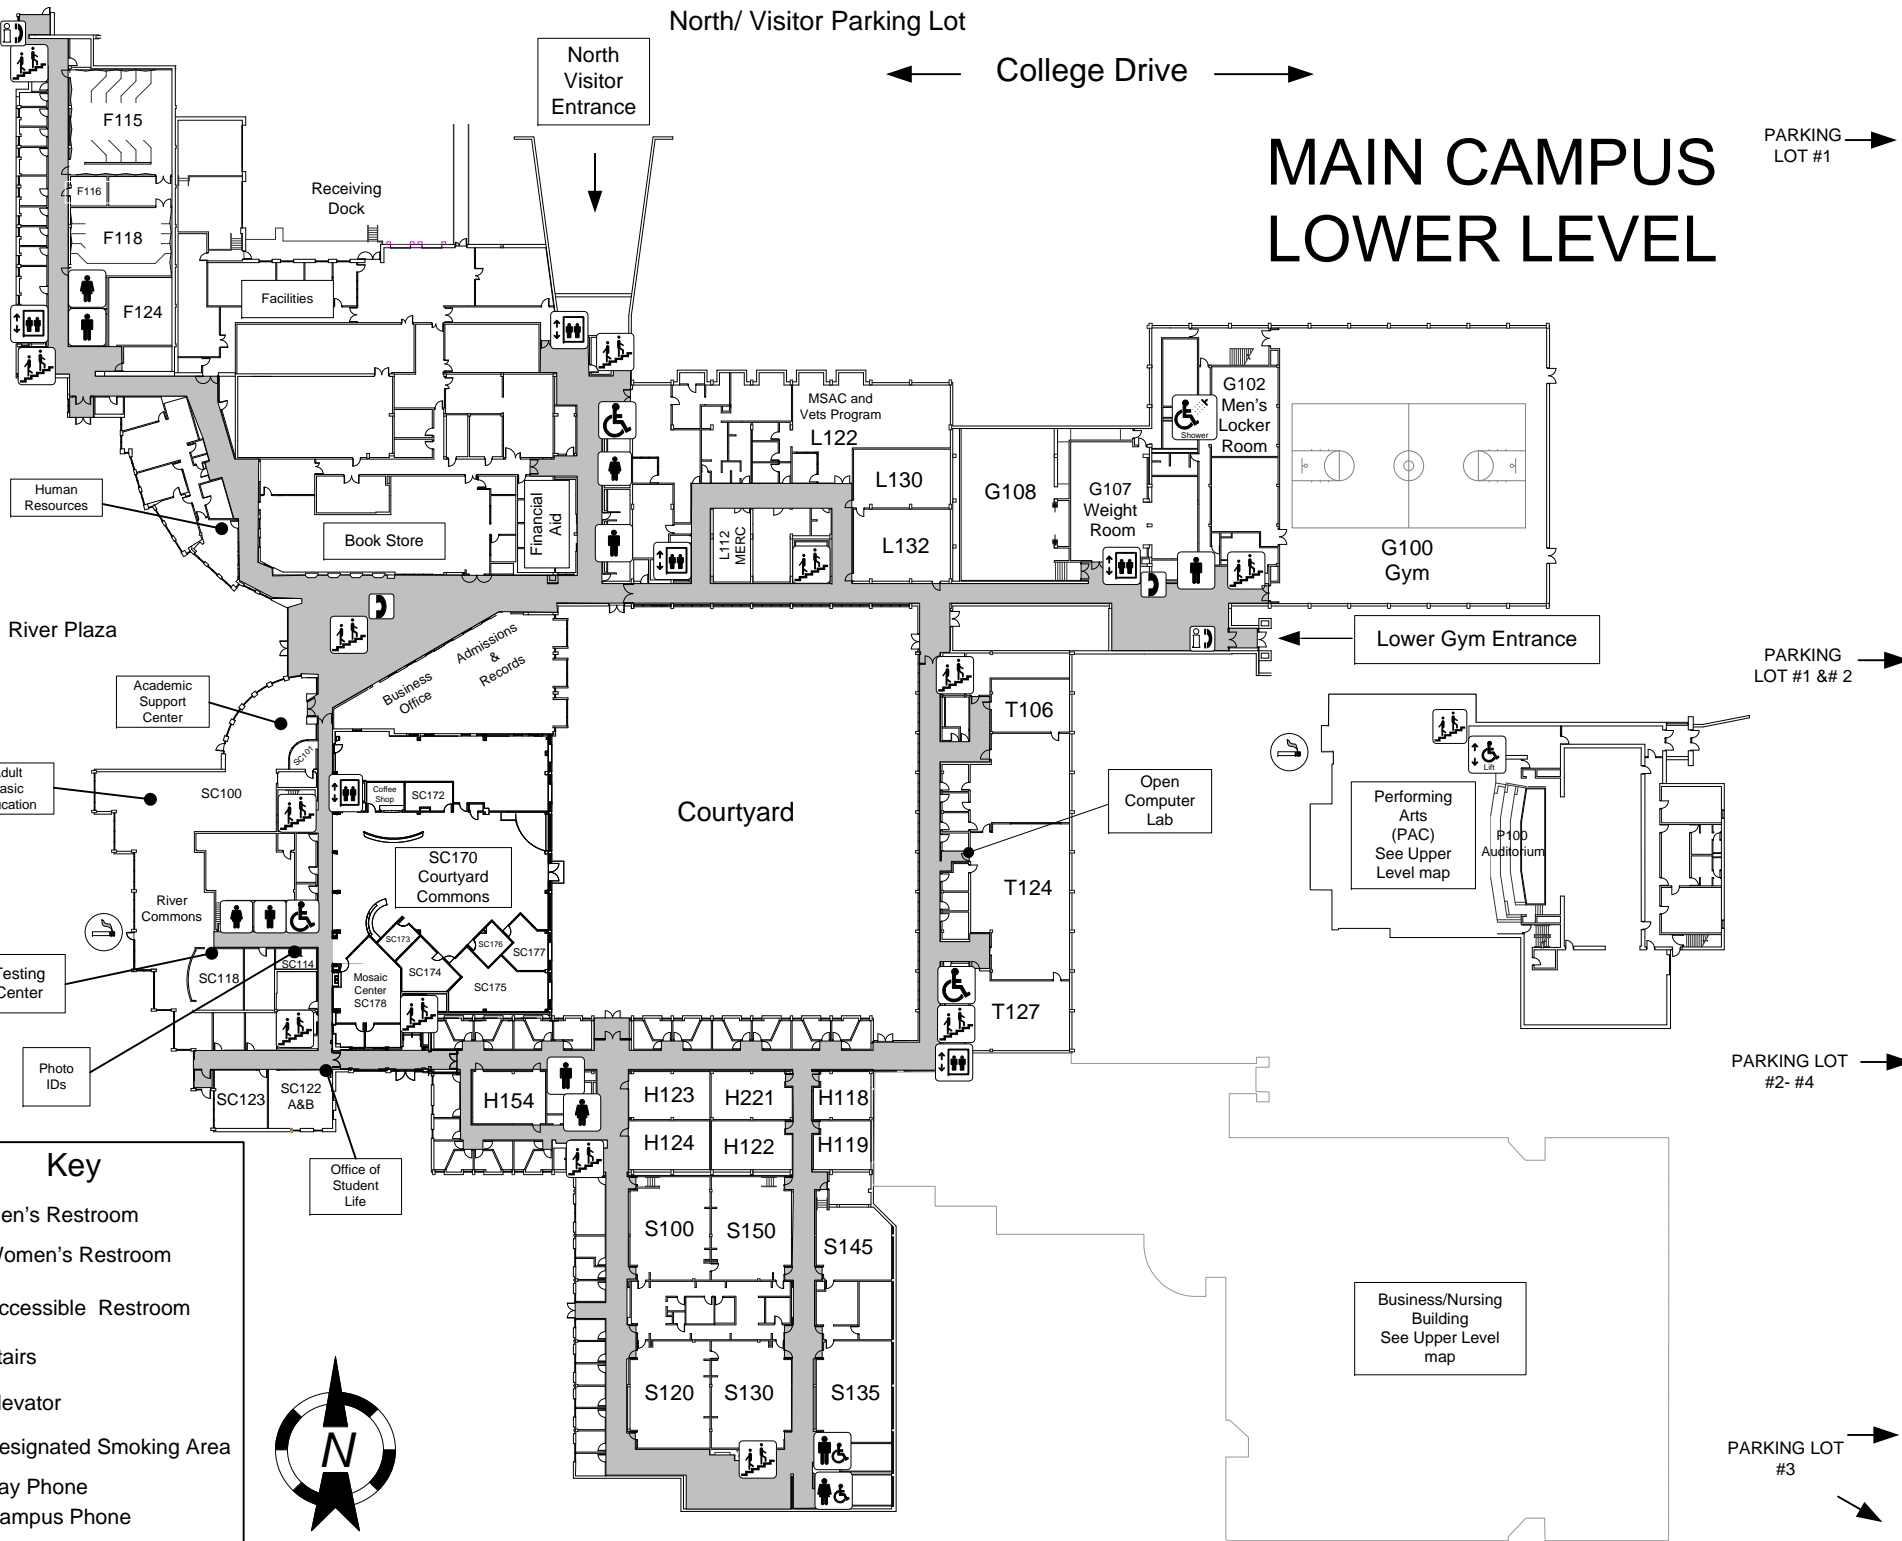 North/ Visitor Parking Lot
North
Visitor
Entrance
College Drive
MAIN CAMPUS
LOWER LEVEL
PARKING
LOT #1
F115
F116
F118
F124
Receiving
Dock
Facilities
MSAC and
Vets Program
L122
L130
L132
L112
MERC
G102
Men's
Locker
Room
Shower
G108
G107
Weight
Room
G100
Gym
Human
Resources
Book Store
Financial
Aid
River Plaza
Admissions
&
Records
Business
Office
Lower Gym Entrance
PARKING
LOT #1 &# 2
Academic
Support
Center
SC101
T106
Lift
dult
asic
ucation
SC100
Coffee
Shop
SC172
Courtyard
Open
Computer
Lab
Performing
Arts
(PAC)
See Upper
Level map
P100
Auditorium
SC170
Courtyard
Commons
T124
River
Commons
SC173
SC174
SC175
SC176
SC177
Mosaic
Center
SC178
Testing
Center
SC118
SC114
T127
Photo
IDs
SC123
SC122
A&B
PARKING LOT
#2- #4
H154
H123
H221
H118
H124
H122
H119
Office of
Student
Life
Key
en's Restroom
Women's Restroom
ccessible Restroom
tairs
levator
esignated Smoking Area
ay Phone
ampus Phone
N
S100
S150
S145
S120
S130
S135
Business/Nursing
Building
See Upper Level
map
PARKING LOT
#3